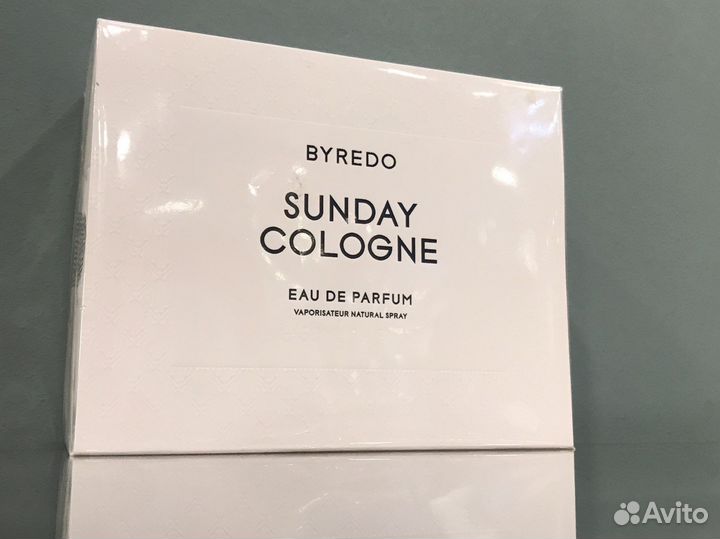 BYREDO
SUNDAY
COLOGNE
EAU DE PARFUM
VAPORISATEUR NATURAL SPRAY
Avito